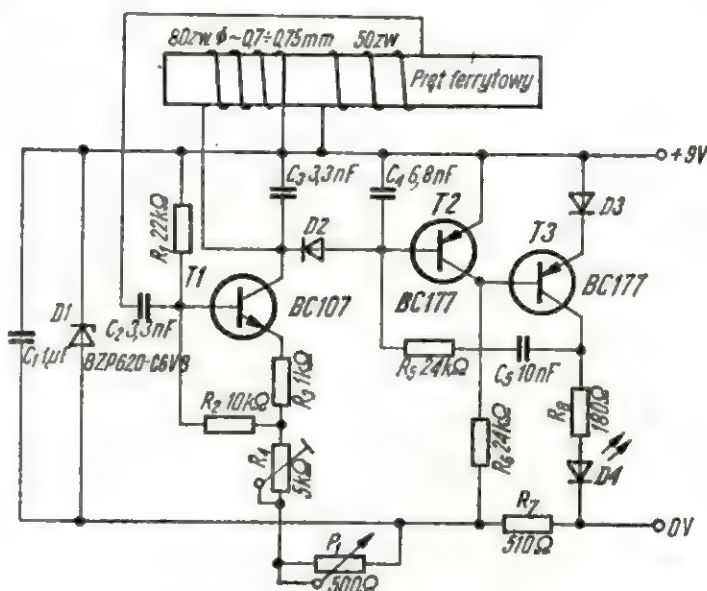 80zw ϕ~0,7÷0,75mm
50zw
Pręt ferrytowy
+9V
C3 3,3nF
C4 6,8nF
T2
D3
R1 22kΩ
T1
D2
T3
BC107
BC177
BC177
D1
C2 3,3nF
C1 1μF
BZP620-C6V8
R3 1kΩ
R5 24kΩ
C5 10nF
R2 10kΩ
R8 180Ω
R4 5kΩ
R6 24kΩ
D4
R7
510Ω
0V
P1
500Ω